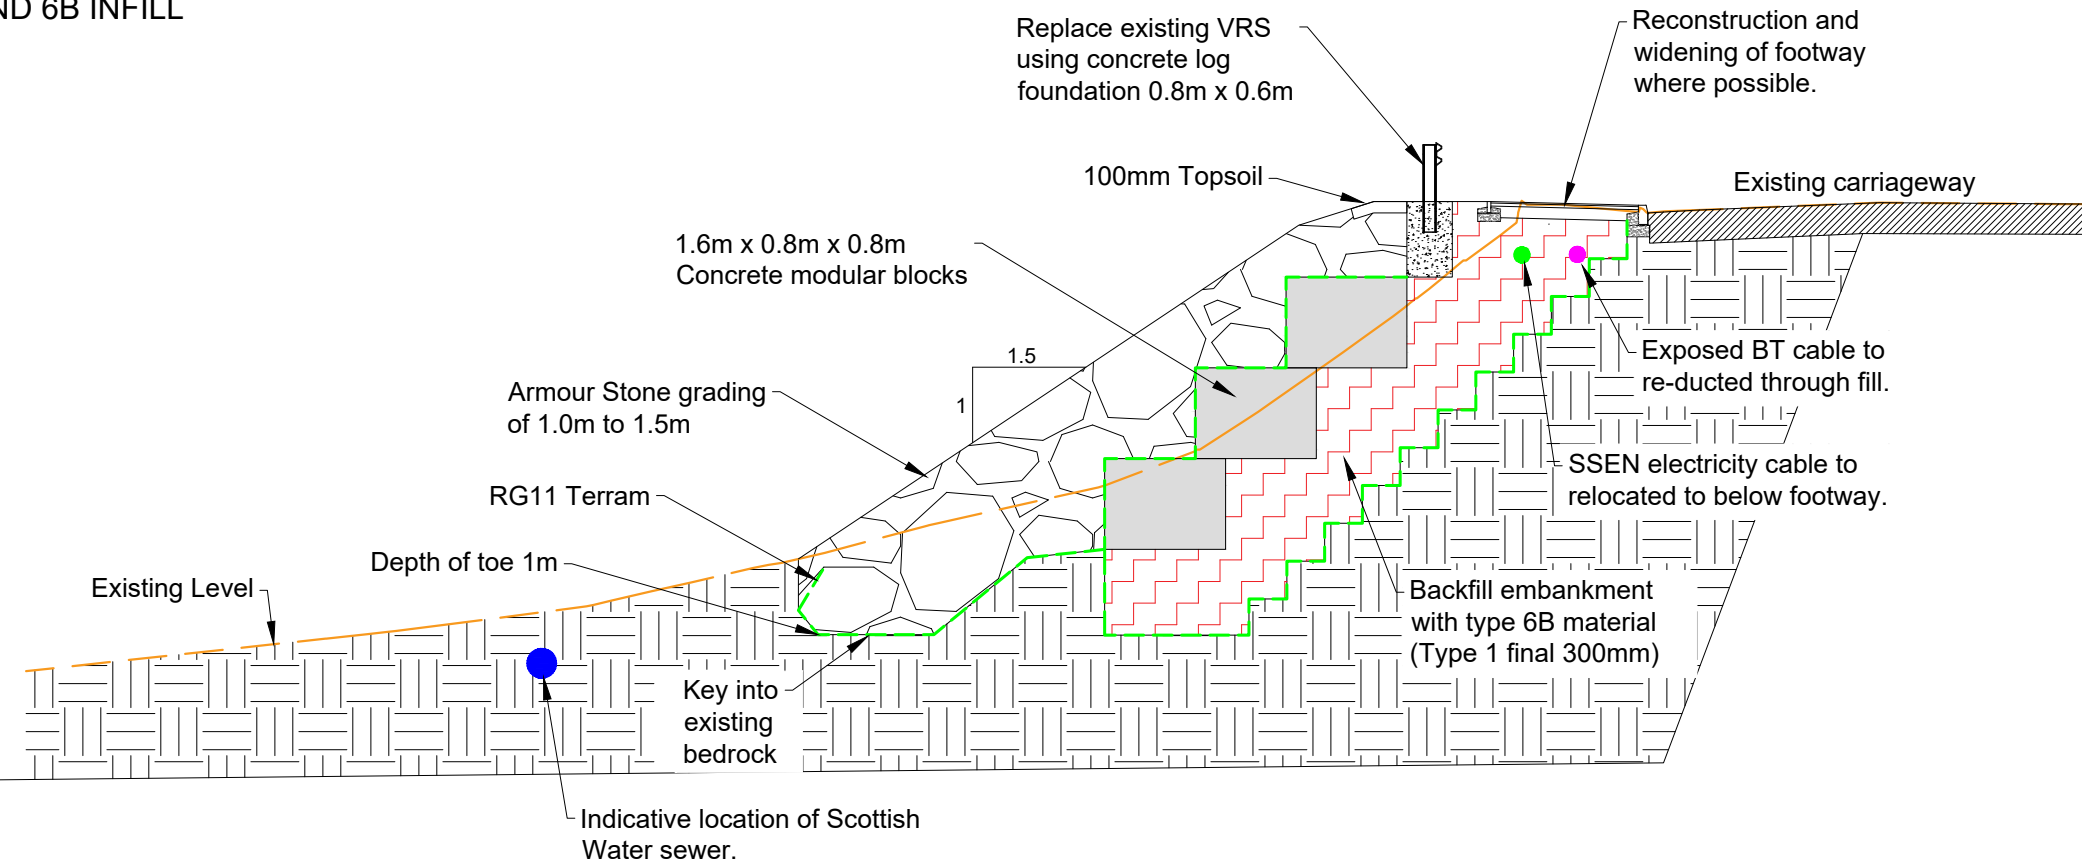 ND 6B INFILL
Replace existing VRS
using concrete log
foundation 0.8m x 0.6m
Reconstruction and
widening of footway
where possible.
100mm Topsoil
Existing carriageway
1.6m x 0.8m x 0.8m
Concrete modular blocks
1.5
1
Armour Stone grading
of 1.0m to 1.5m
Exposed BT cable to
re-ducted through fill.
SSEN electricity cable to
relocated to below footway.
RG11 Terram
Depth of toe 1m
Existing Level
Backfill embankment
with type 6B material
(Type 1 final 300mm)
Key into
existing
bedrock
Indicative location of Scottish
Water sewer.